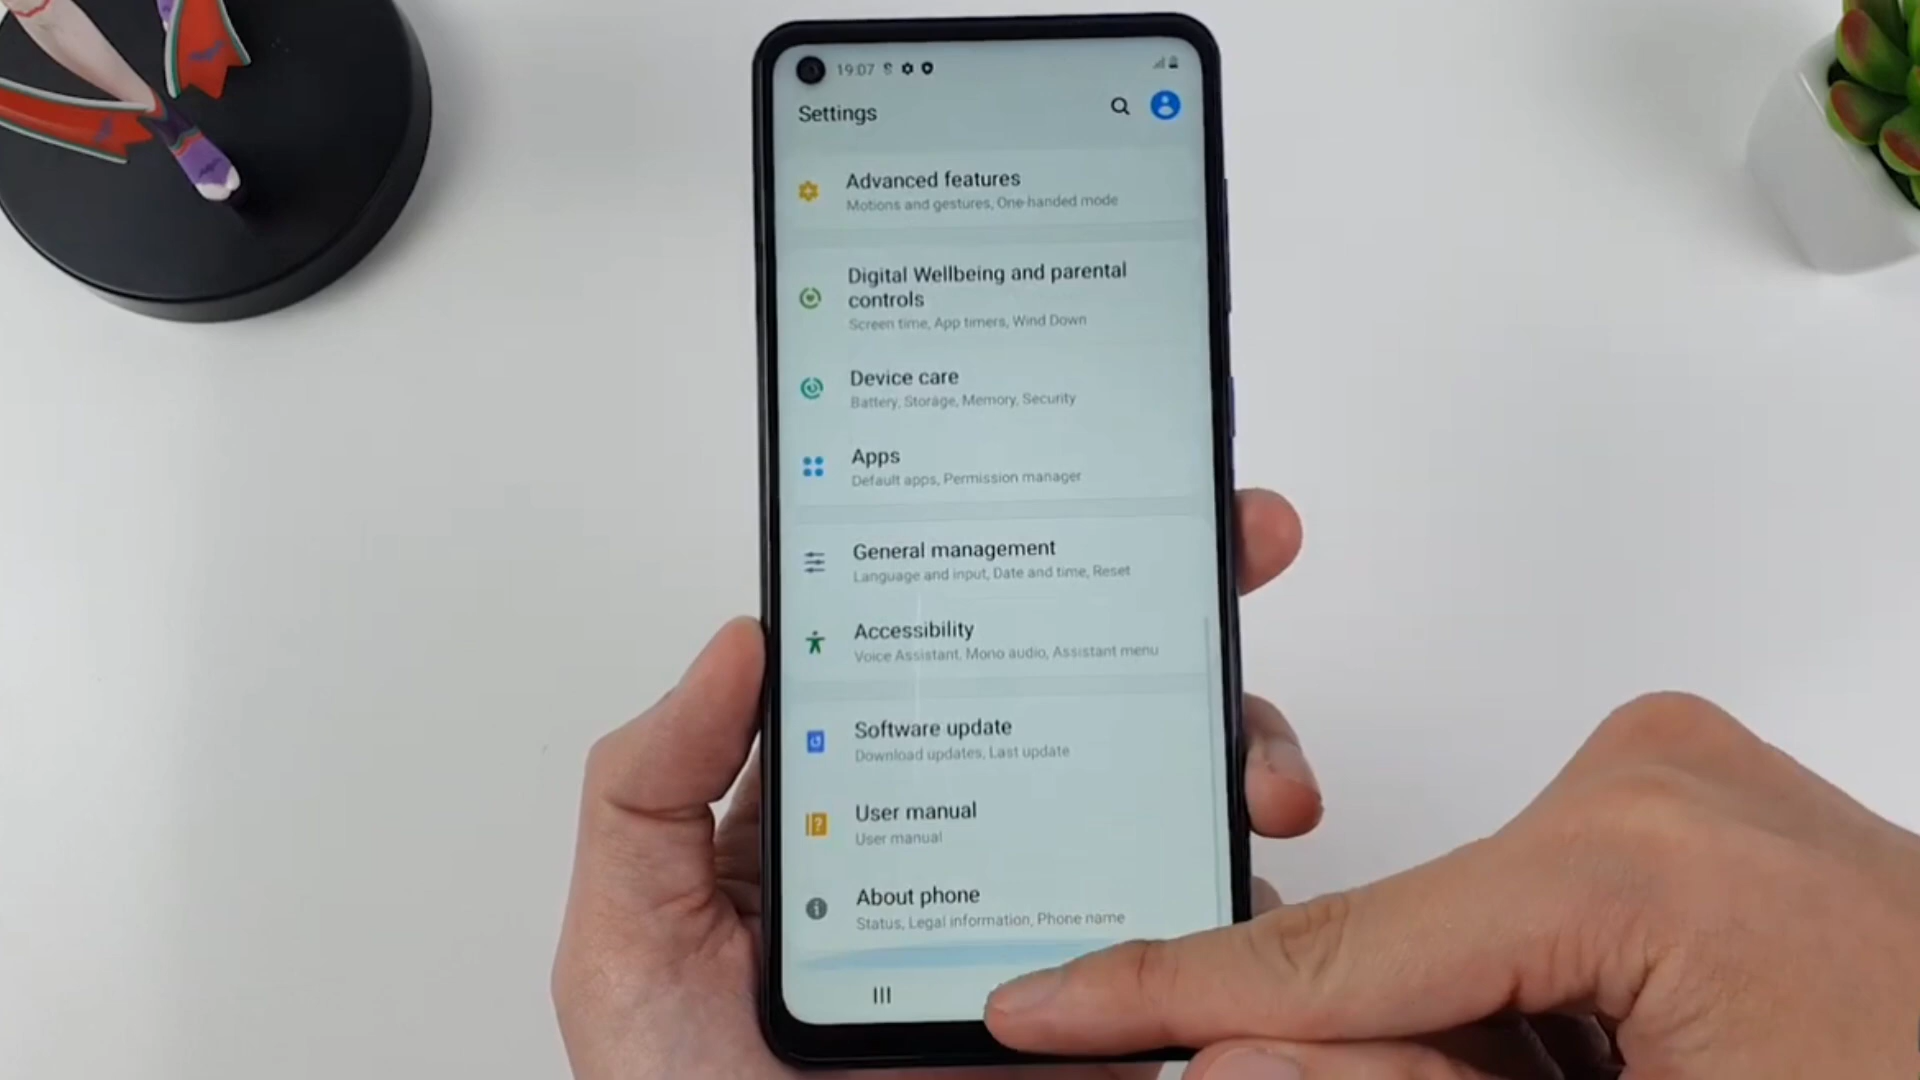 19:07
Settings
Advanced features
Motions and gestures, One-handed mode
Digital Wellbeing and parental
controls
Screen time, App timers, Wind Down
Device care
Battery, Storage, Memory, Security
Apps
Default apps, Permission manager
General management
Language and input, Date and time, Reset
Accessibility
Voice Assistant, Mono audio, Assistant menu
Software update
Download updates, Last update
User manual
User manual
About phone
Status, Legal information, Phone name